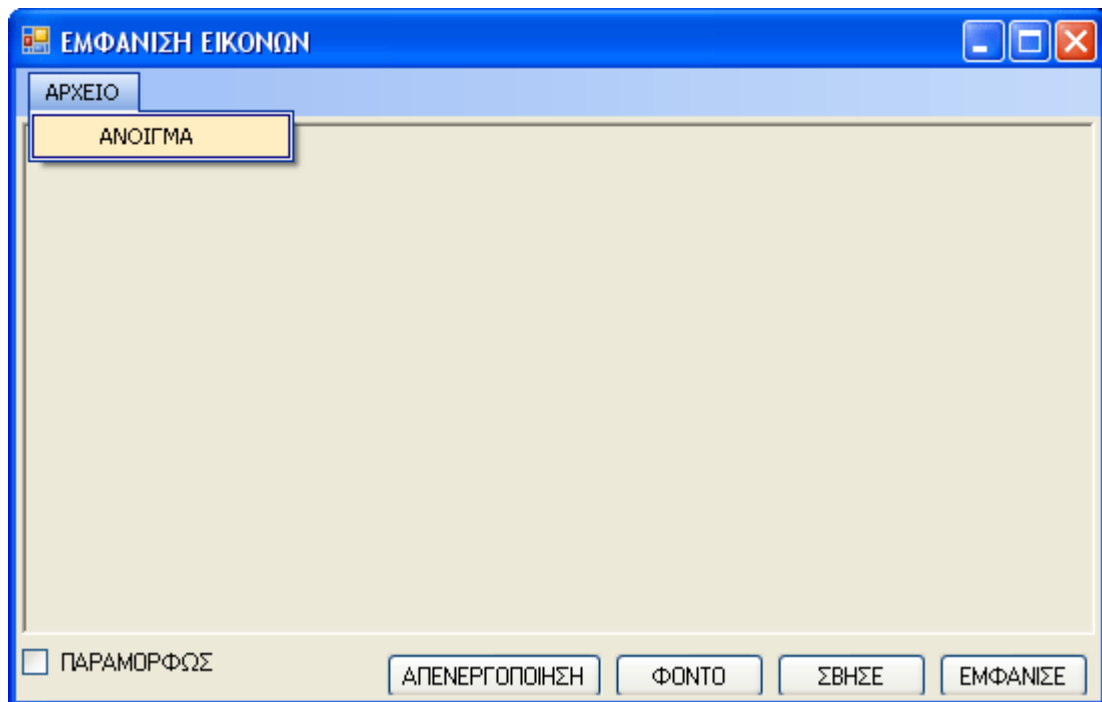 ΕΜΦΑΝΙΣΗ ΕΙΚΟΝΩΝ
ΑΡΧΕΙΟ
ΑΝΟΙΓΜΑ
ΠΑΡΑΜΟΡΦΩΣ
ΑΠΕΝΕΡΓΟΠΟΙΗΣΗ ΦΟΝΤΟ ΣΒΗΣΕ ΕΜΦΑΝΙΣΕ